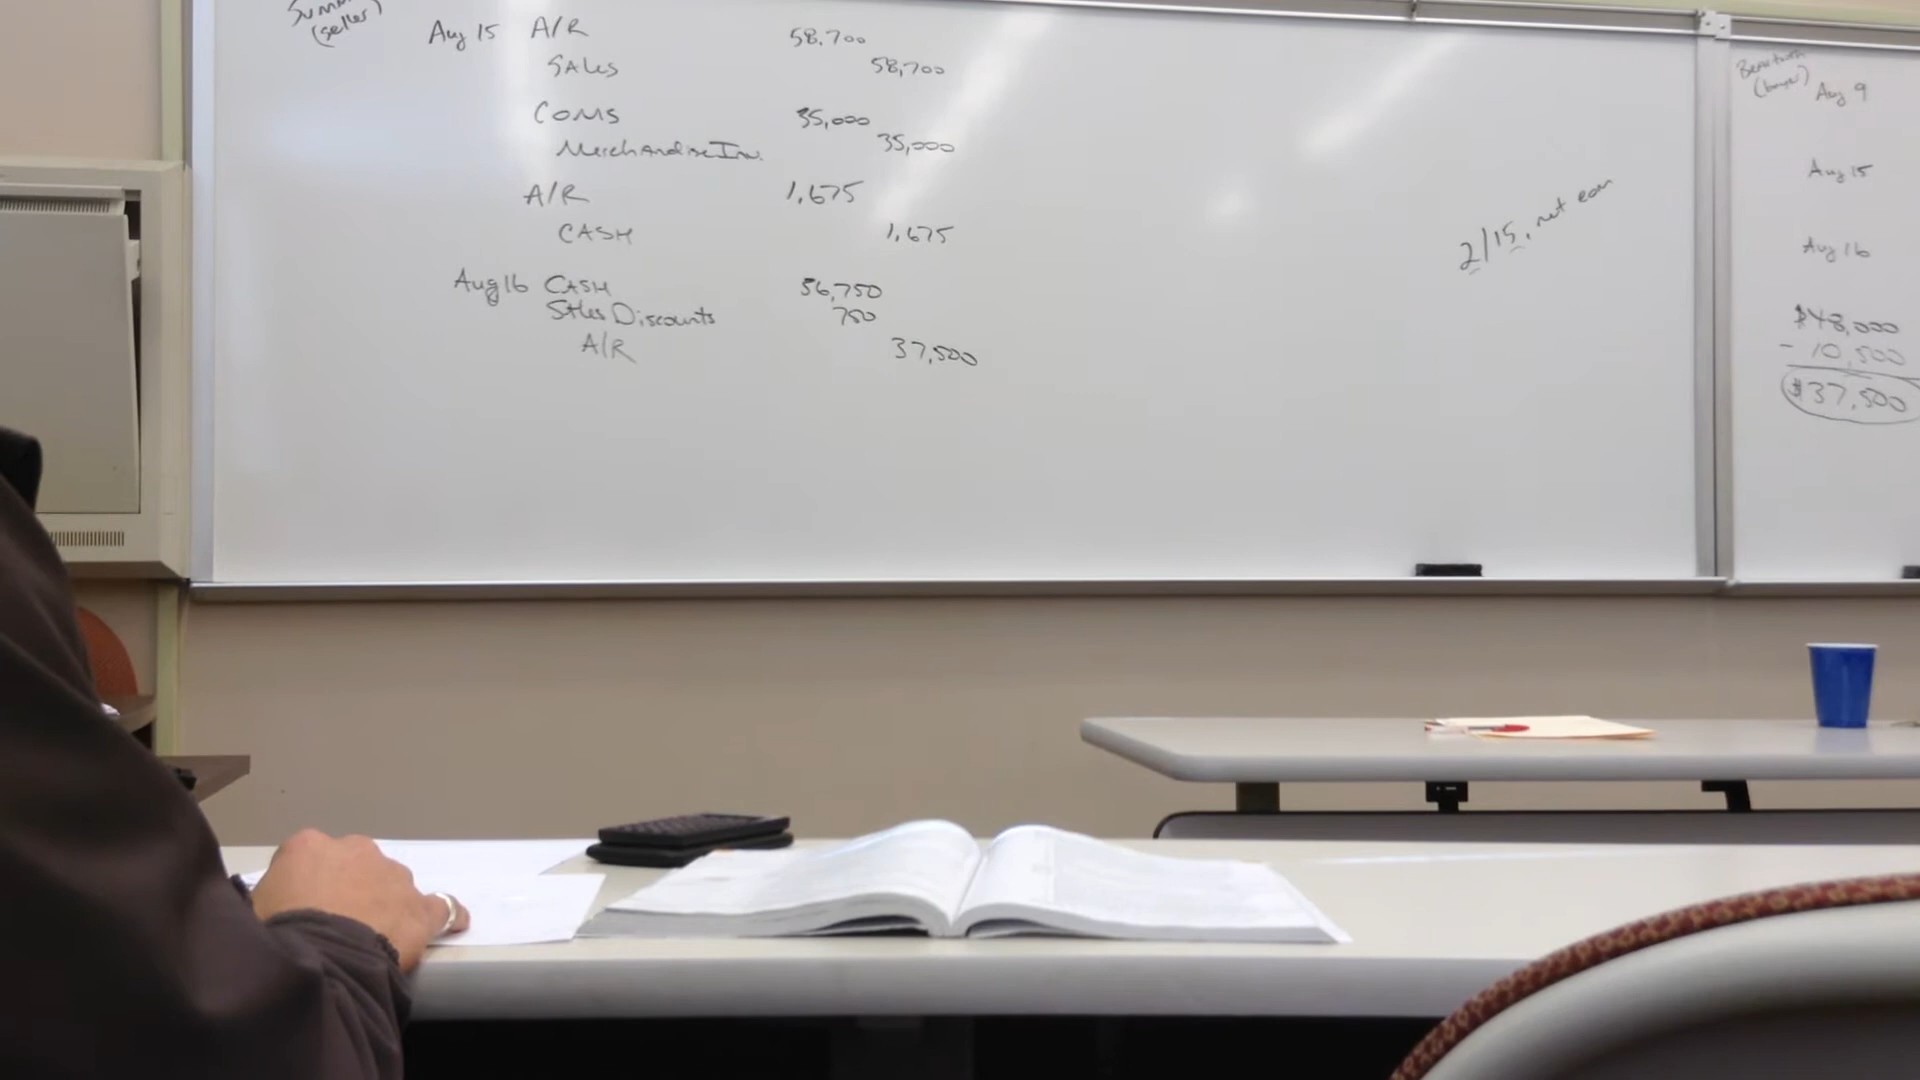 (seller)
Aug 15 A/R 58,700
SAles 58,700
COMS 35,000
Merchandise Inv. 35,000
A/R 1,675
CASH 1,675
Aug 16 CASH 56,750
Sales Discounts 750
A/R 37,500
2/15, net eom
(buyer)
Aug 9
Aug 15
Aug 16
$48,000
- 10,500
$37,500